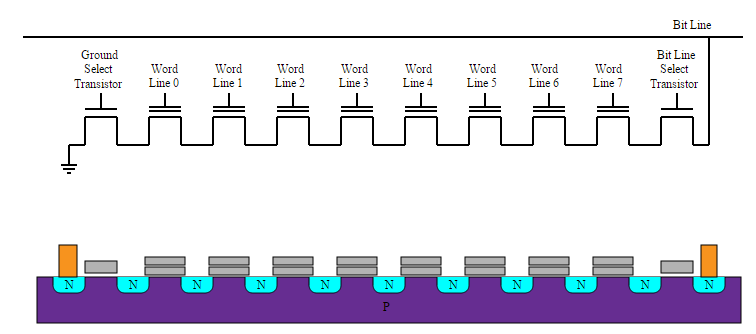 Bit Line
Ground
Select
Transistor
Word
Line 0
Word
Line 1
Word
Line 2
Word
Line 3
Word
Line 4
Word
Line 5
Word
Line 6
Word
Line 7
Bit Line
Select
Transistor
N
N
N
N
N
N
N
N
N
N
N
P